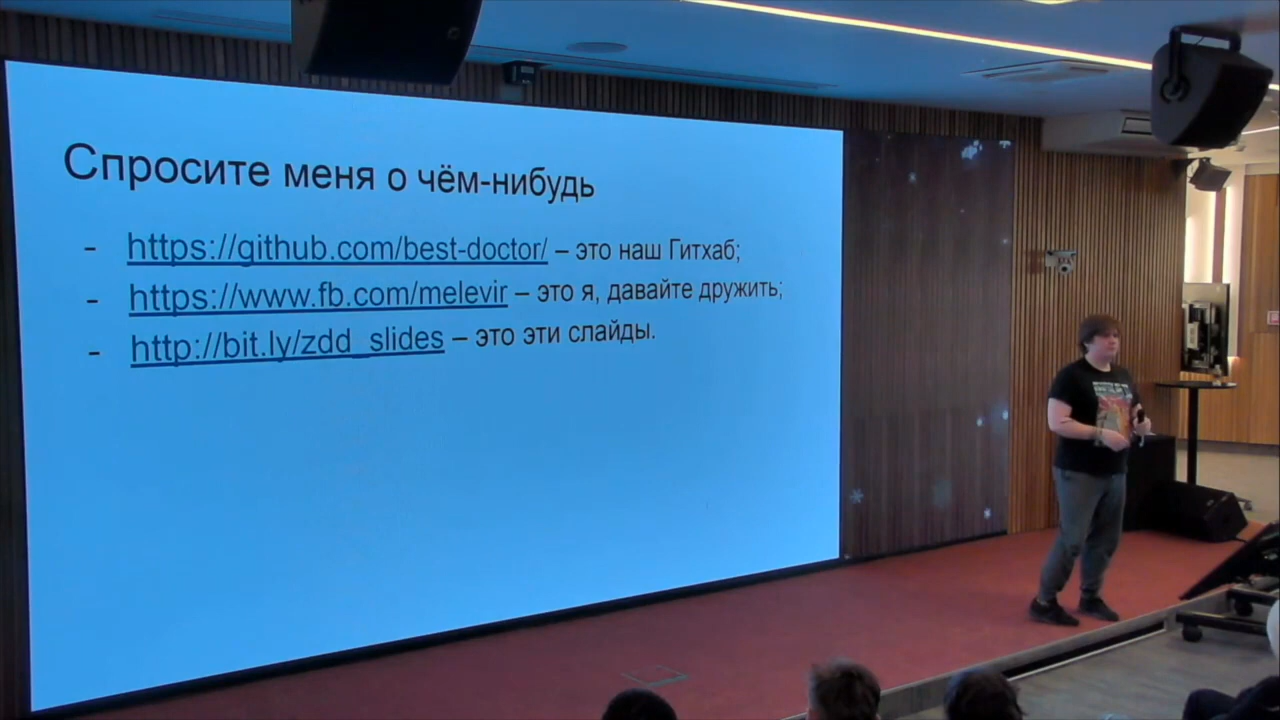 Спросите меня о чём-нибудь
- https://github.com/best-doctor/ – это наш Гитхаб;
- https://www.fb.com/melevir – это я, давайте дружить;
- http://bit.ly/zdd_slides – это эти слайды.